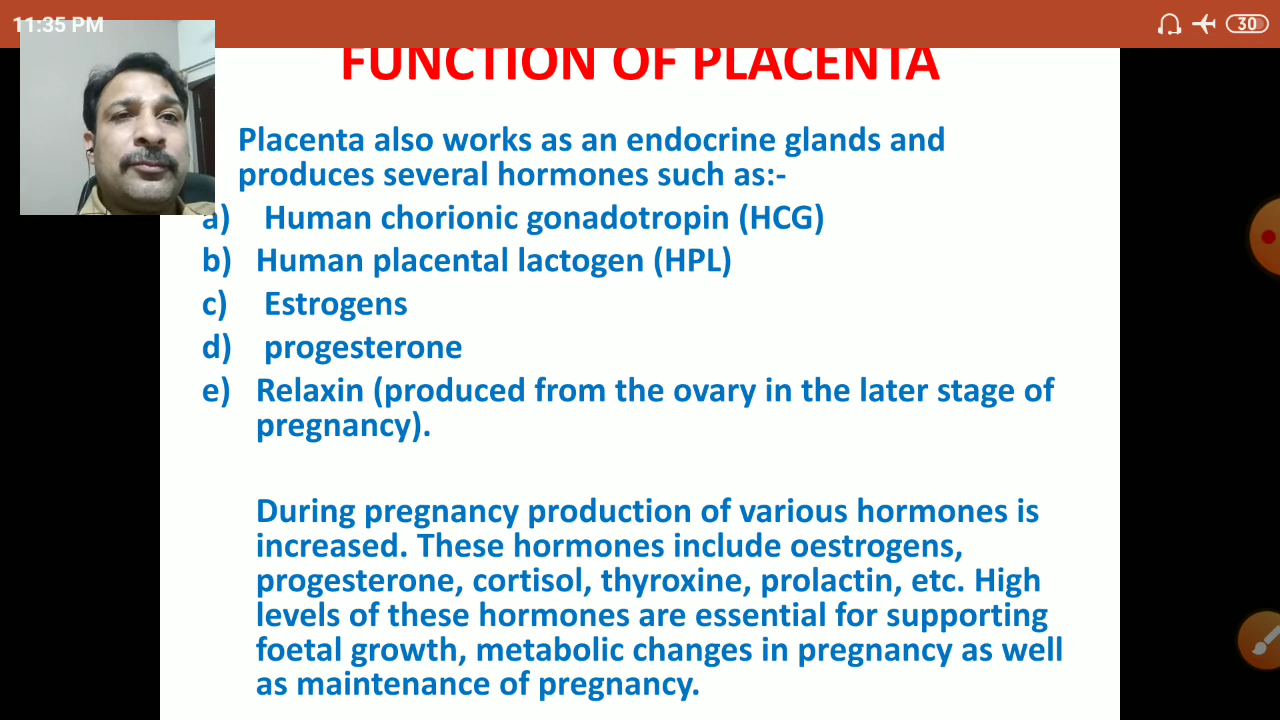 11:35 PM
30
FUNCTION OF PLACENTA
Placenta also works as an endocrine glands and
produces several hormones such as:-
a) Human chorionic gonadotropin (HCG)
b) Human placental lactogen (HPL)
c) Estrogens
d) progesterone
e) Relaxin (produced from the ovary in the later stage of
pregnancy).
During pregnancy production of various hormones is
increased. These hormones include oestrogens,
progesterone, cortisol, thyroxine, prolactin, etc. High
levels of these hormones are essential for supporting
foetal growth, metabolic changes in pregnancy as well
as maintenance of pregnancy.